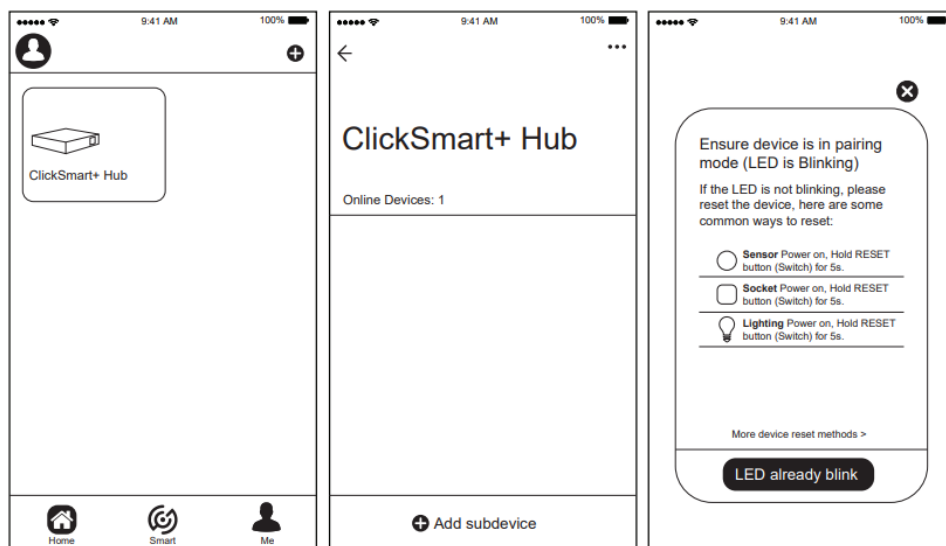 9:41 AM
100%
ClickSmart+ Hub
Home
Smart
Me
9:41 AM
100%
ClickSmart+ Hub
Online Devices: 1
Add subdevice
9:41 AM
100%
Ensure device is in pairing
mode (LED is Blinking)
If the LED is not blinking, please
reset the device, here are some
common ways to reset:
Sensor Power on, Hold RESET
button (Switch) for 5s.
Socket Power on, Hold RESET
button (Switch) for 5s.
Lighting Power on, Hold RESET
button (Switch) for 5s.
More device reset methods >
LED already blink